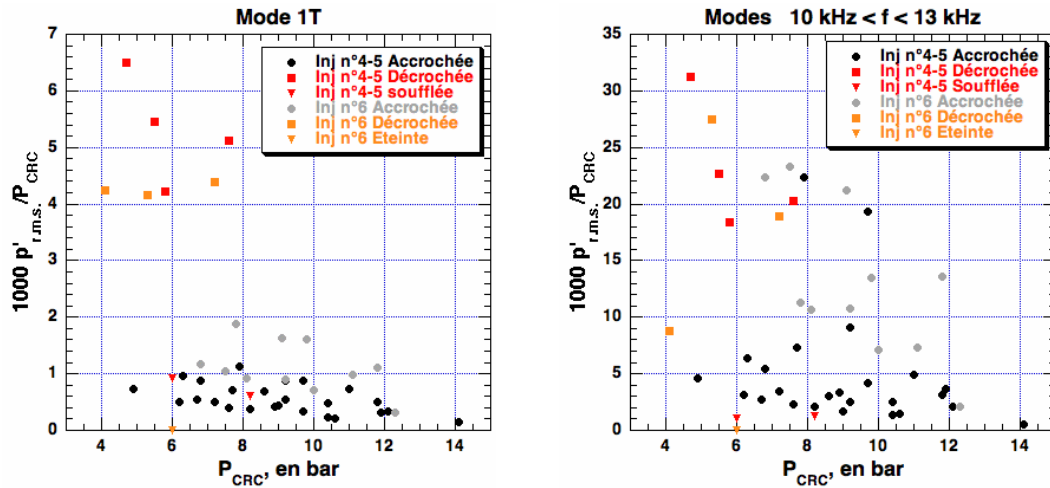 Mode 1T
7
6
5
4
3
2
1
0
1000 p'r.m.s./PCRC
Inj n°4-5 Accrochée
Inj n°4-5 Décrochée
Inj n°4-5 soufflée
Inj n°6 Accrochée
Inj n°6 Décrochée
Inj n°6 Eteinte
4 6 8 10 12 14
PCRC, en bar
Modes 10 kHz < f < 13 kHz
35
30
25
20
15
10
5
0
1000 p'r.m.s./PCRC
Inj n°4-5 Accrochée
Inj n°4-5 Décrochée
Inj n°4-5 Soufflée
Inj n°6 Accrochée
Inj n°6 Décrochée
Inj n°6 Eteinte
4 6 8 10 12 14
PCRC, en bar